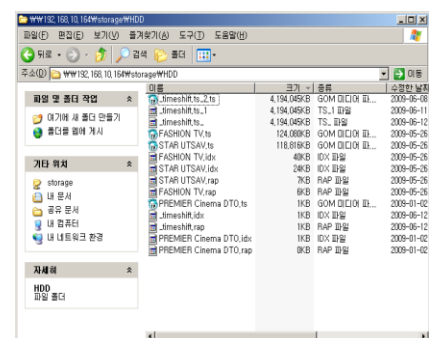 \\192.168.10.164\storage\HDD
파일(F) 편집(E) 보기(V) 즐겨찾기(A) 도구(T) 도움말(H)
뒤로 검색 폴더
주소(D) \\192.168.10.164\storage\HDD 이동
이름 크기 종류 수정한 날짜
파일 및 폴더 작업
여기에 새 폴더 만들기
폴더를 웹에 게시
기타 위치
storage
내 문서
공유 문서
내 컴퓨터
내 네트워크 환경
자세히
HDD
파일 폴더
_timeshift.ts_2.ts 4,194,045KB GOM 미디어 파... 2009-06-08
_timeshift.ts_1 4,194,045KB TS_1 파일 2009-06-11
_timeshift.ts_ 4,194,045KB TS_ 파일 2009-06-12
FASHION TV.ts 124,080KB GOM 미디어 파... 2009-05-26
STAR UTSAV.ts 118,816KB GOM 미디어 파... 2009-05-26
FASHION TV.idx 40KB IDX 파일 2009-05-26
STAR UTSAV.idx 24KB IDX 파일 2009-05-26
STAR UTSAV.rap 7KB RAP 파일 2009-05-26
FASHION TV.rap 6KB RAP 파일 2009-05-26
PREMIER Cinema DTO.ts 1KB GOM 미디어 파... 2009-01-02
_timeshift.idx 1KB IDX 파일 2009-06-12
_timeshift.rap 1KB RAP 파일 2009-06-12
PREMIER Cinema DTO.idx 1KB IDX 파일 2009-01-02
PREMIER Cinema DTO.rap 0KB RAP 파일 2009-01-02